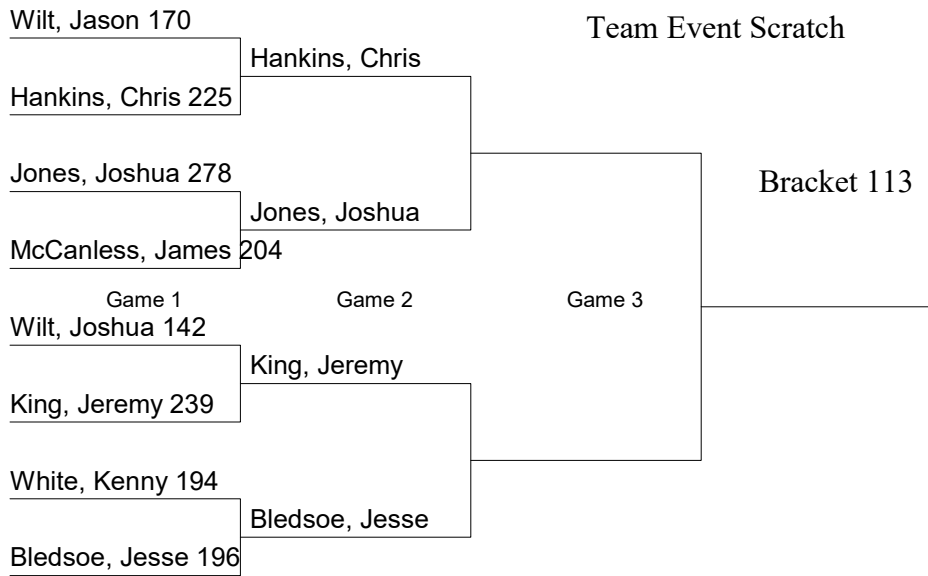 Wilt, Jason 170
Team Event Scratch
Hankins, Chris
Hankins, Chris 225
Jones, Joshua 278
Bracket 113
Jones, Joshua
McCanless, James 204
Game 1
Game 2
Game 3
Wilt, Joshua 142
King, Jeremy
King, Jeremy 239
White, Kenny 194
Bledsoe, Jesse
Bledsoe, Jesse 196